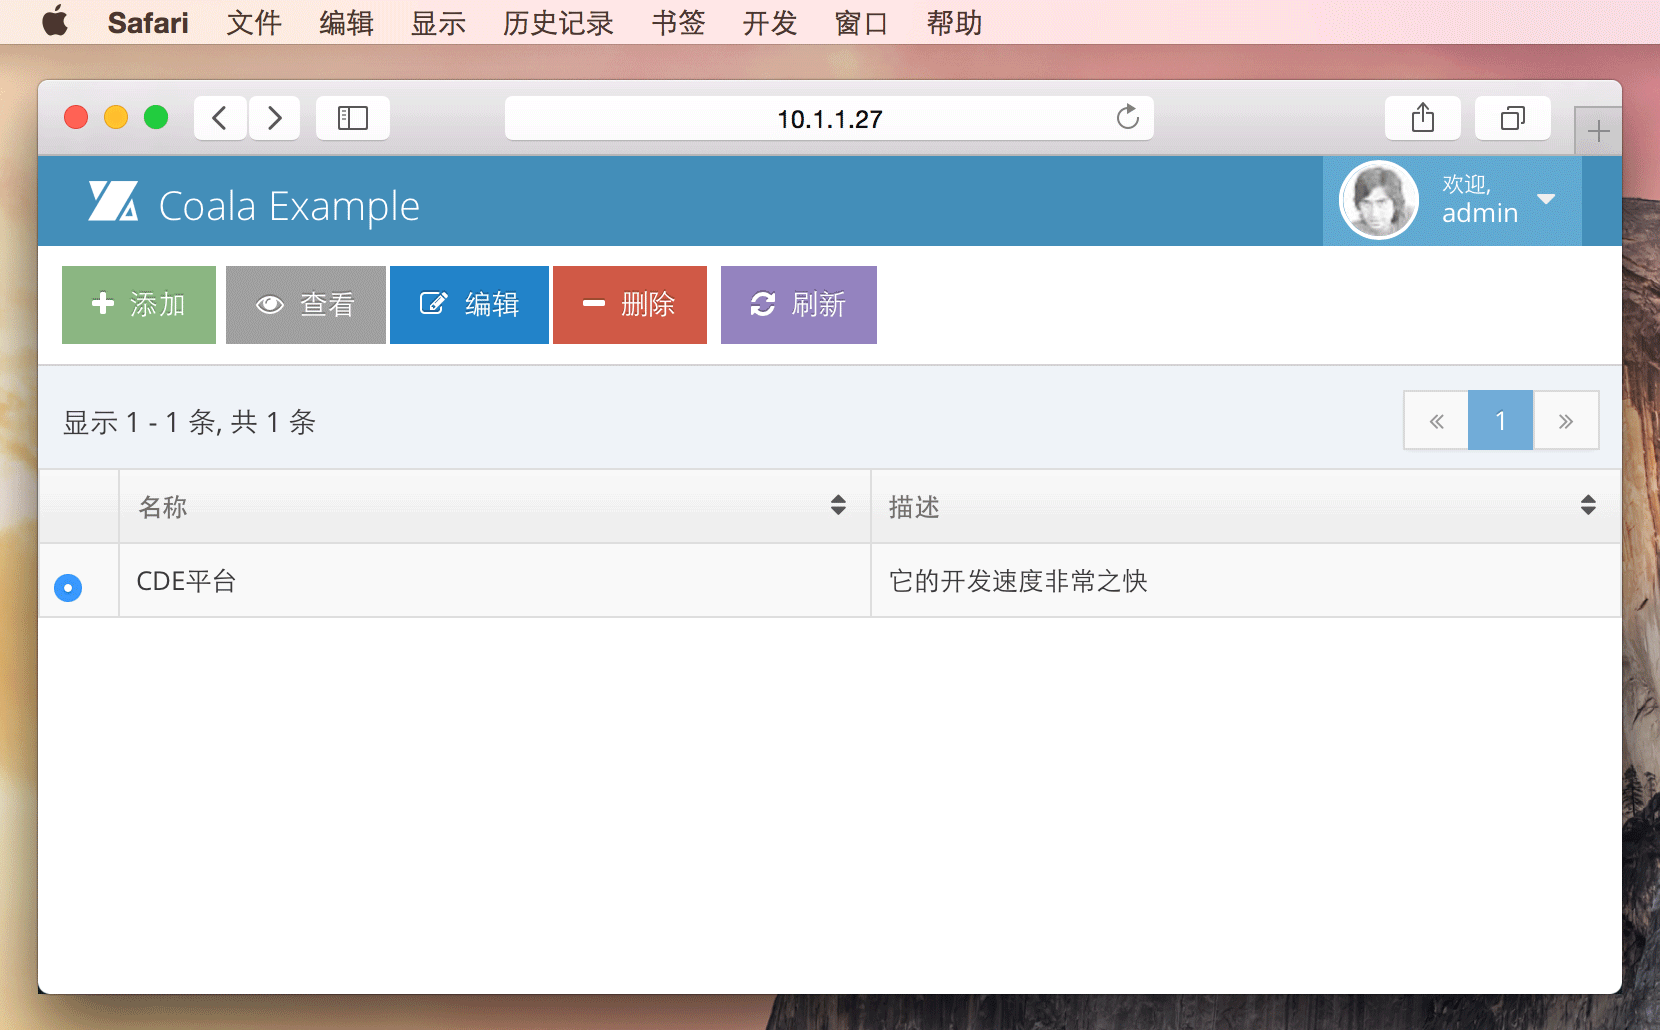 Safari 文件 编辑 显示 历史记录 书签 开发 窗口 帮助
10.1.1.27
Coala Example
欢迎,
admin
添加 查看 编辑 删除 刷新
显示 1 - 1 条, 共 1 条
« 1 »
名称 描述
CDE平台 它的开发速度非常之快